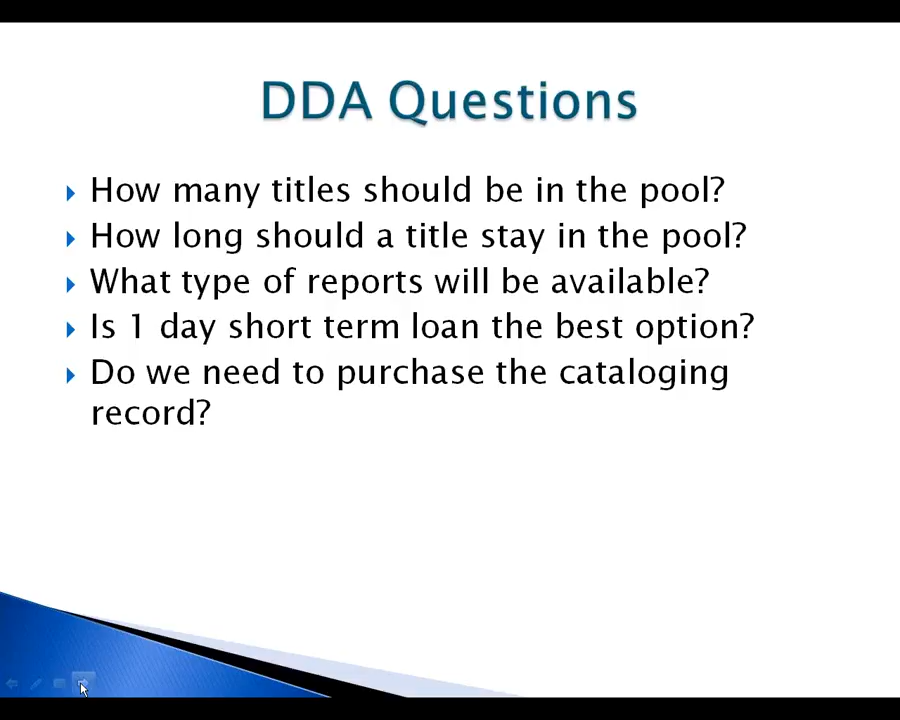 DDA Questions
How many titles should be in the pool?
How long should a title stay in the pool?
What type of reports will be available?
Is 1 day short term loan the best option?
Do we need to purchase the cataloging
record?